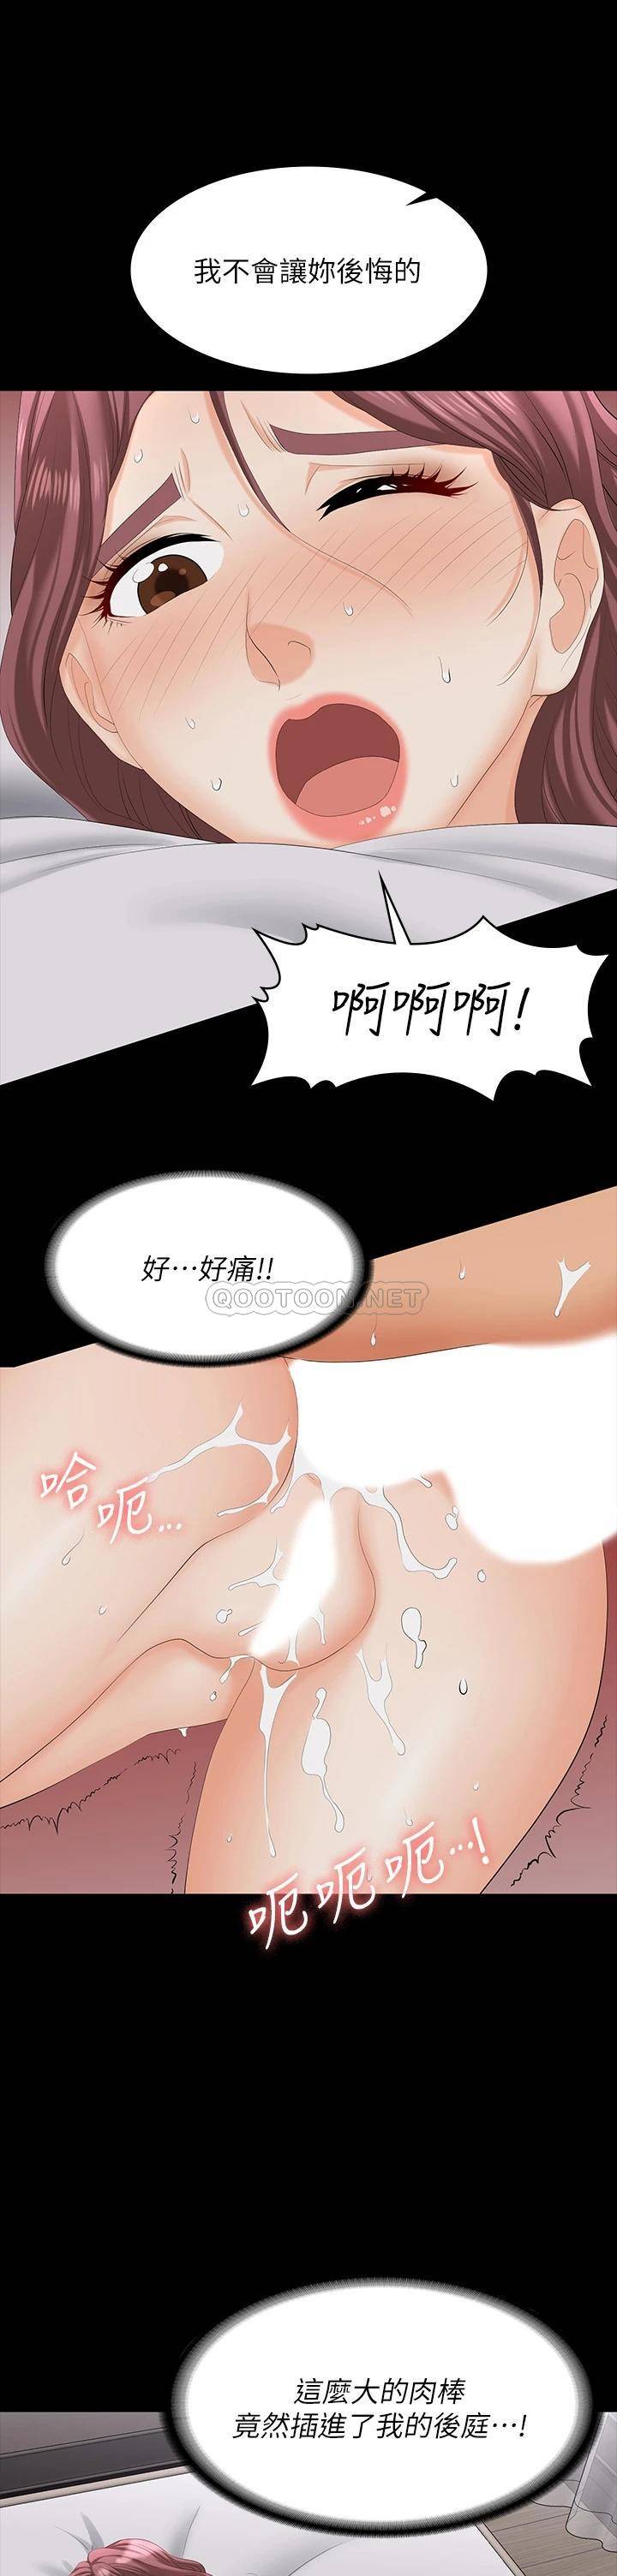 我不會讓妳後悔的
啊啊啊!
好…好痛!!
QOOTOON.NET
哈
呃...
呃呃呃…!
這麼大的肉棒
竟然插進了我的後庭…!